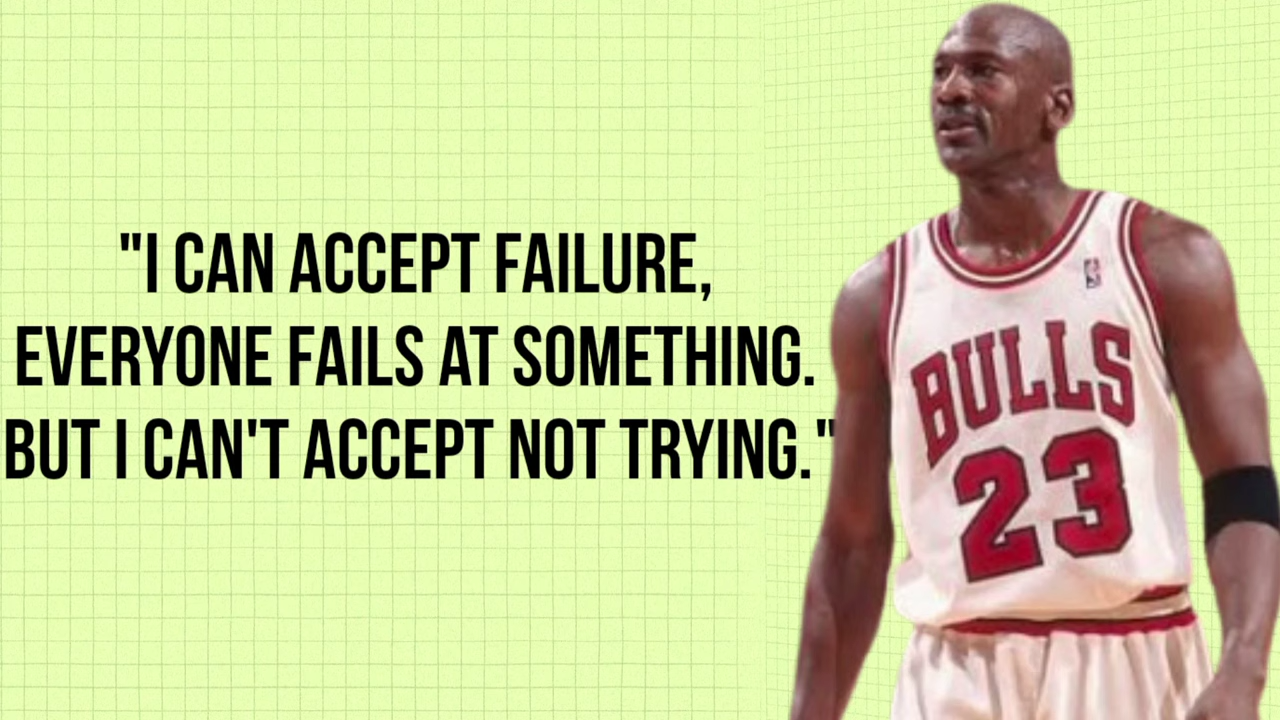 "I CAN ACCEPT FAILURE,
EVERYONE FAILS AT SOMETHING.
BUT I CAN'T ACCEPT NOT TRYING."
BULLS
23